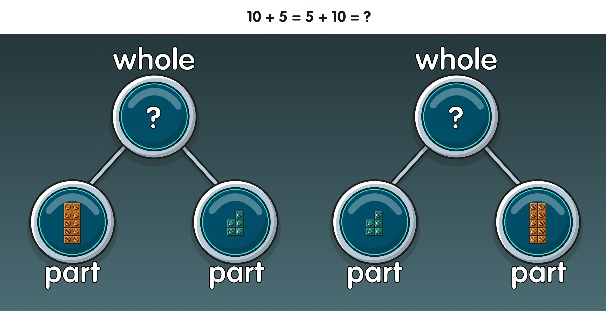 10 + 5 = 5 + 10 = ?
whole whole
? ?
part part part part